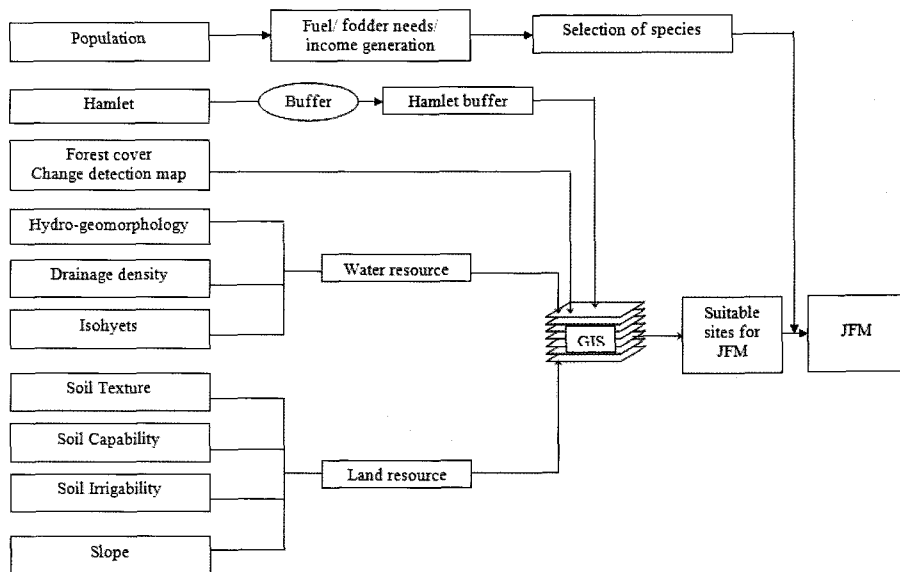 Population
Fuel/ fodder needs/
income generation
Selection of species
Hamlet
Buffer
Hamlet buffer
Forest cover
Change detection map
Hydro-geomorphology
Drainage density
Isohyets
Water resource
Soil Texture
Soil Capability
Soil Irrigability
Slope
Land resource
GIS
Suitable
sites for
JFM
JFM